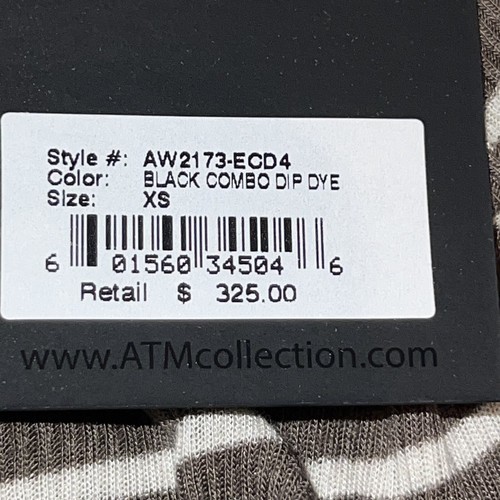 Style #: AW2173-ECD4
Color: BLACK COMBO DIP DYE
Size: XS
6 01560 34504 6
Retail $ 325.00
www.ATMcollection.com